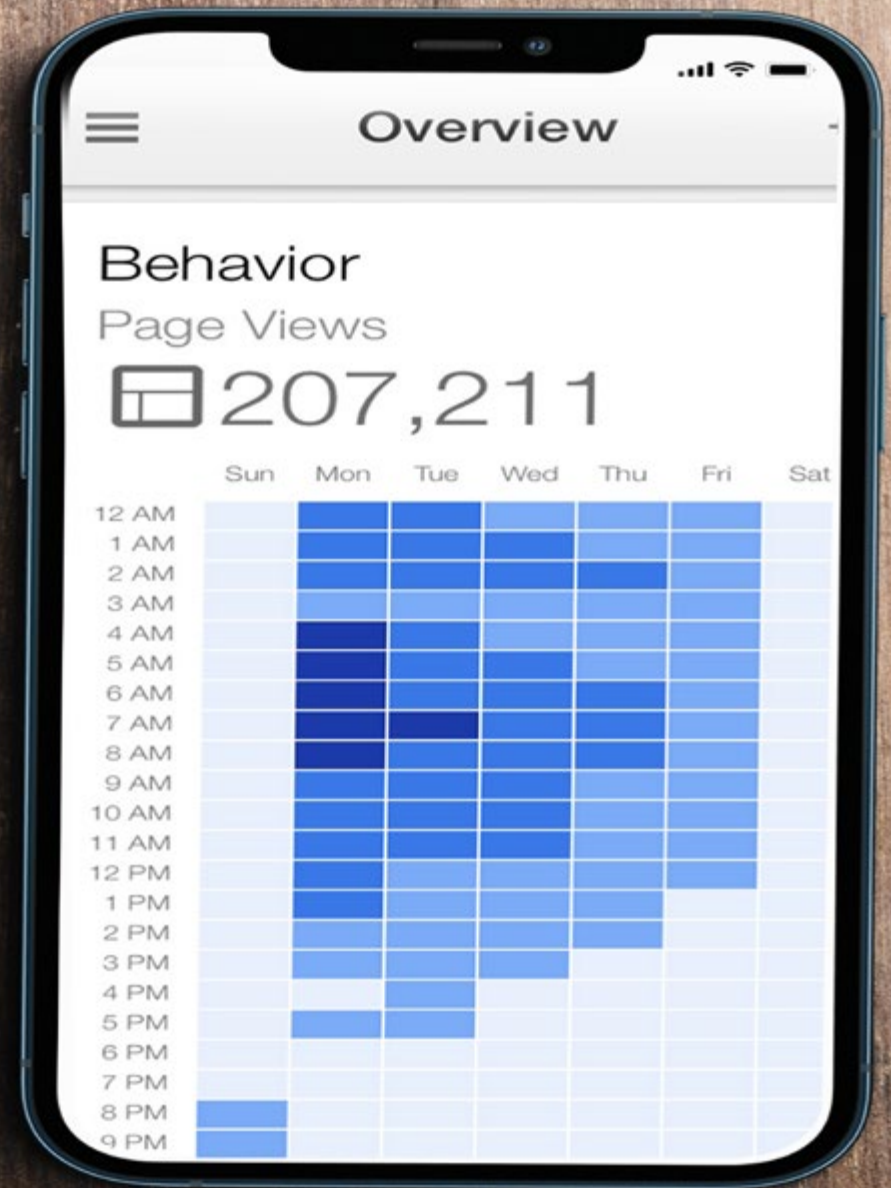 Overview
Behavior
Page Views
207,211
Sun Mon Tue Wed Thu Fri Sat
12 AM
1 AM
2 AM
3 AM
4 AM
5 AM
6 AM
7 AM
8 AM
9 AM
10 AM
11 AM
12 PM
1 PM
2 PM
3 PM
4 PM
5 PM
6 PM
7 PM
8 PM
9 PM